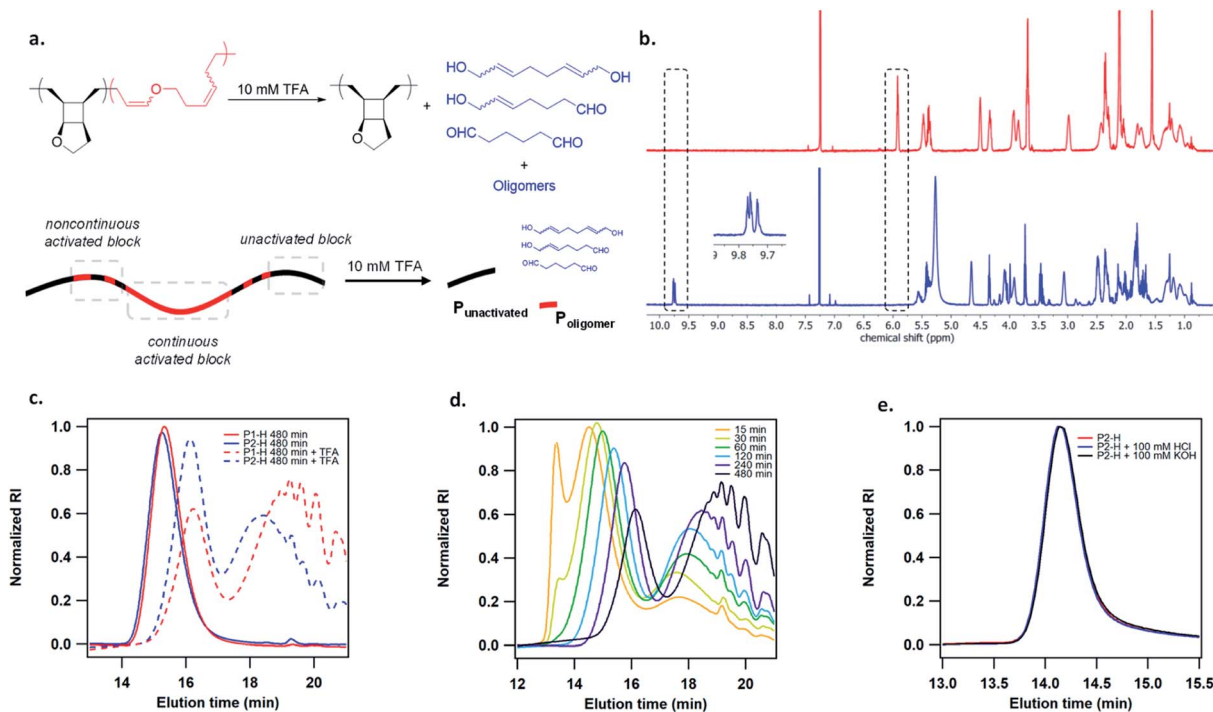 a.
10 mM TFA
O
O
O
+
HO
OH
HO
CHO
OHC
CHO
+
Oligomers
noncontinuous
activated block
unactivated block
continuous
activated block
10 mM TFA
HO
OH
HO
CHO
OHC
CHO
Punactivated
Poligomer
b.
9.8 9.7
10.0 9.5 8.5 8.0 7.5 7.0 6.5 6.0 5.5 5.0 4.5 4.0 3.5 3.0 2.5 2.0 1.5 1.0 0.5
chemical shift (ppm)
c.
Normalized RI
1.0
0.8
0.6
0.4
0.2
0.0
P1-H 480 min
P2-H 480 min
P1-H 480 min + TFA
P2-H 480 min + TFA
14 16 18 20
Elution time (min)
d.
Normalized RI
1.0
0.8
0.6
0.4
0.2
0.0
15 min
30 min
60 min
120 min
240 min
480 min
12 14 16 18 20
Elution time (min)
e.
Normalized RI
1.0
0.8
0.6
0.4
0.2
0.0
P2-H
P2-H + 100 mM HCl
P2-H + 100 mM KOH
13.0 13.5 14.0 14.5 15.0 15.5
Elution time (min)